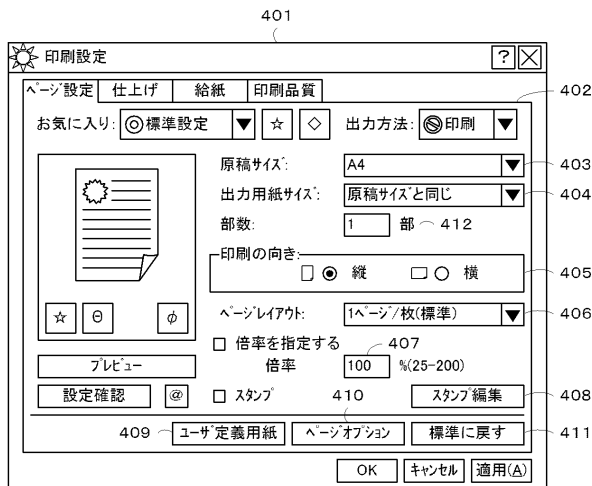 401
印刷設定 ?
ページ設定 仕上げ 給紙 印刷品質
402
お気に入り: ◎標準設定 ▼ ☆ ◇ 出力方法: 印刷 ▼
原稿サイズ: A4 ▼ 403
出力用紙サイズ: 原稿サイズと同じ ▼ 404
部数: 1 部 412
印刷の向き:
縦 横 405
☆ Θ φ
ページレイアウト: 1ページ/枚(標準) ▼ 406
倍率を指定する 407
プレビュー 倍率 100 %(25-200)
設定確認 @ スタンプ 410 スタンプ編集 408
409 ユーザ定義用紙 ページオプション 標準に戻す 411
OK キャンセル 適用(A)